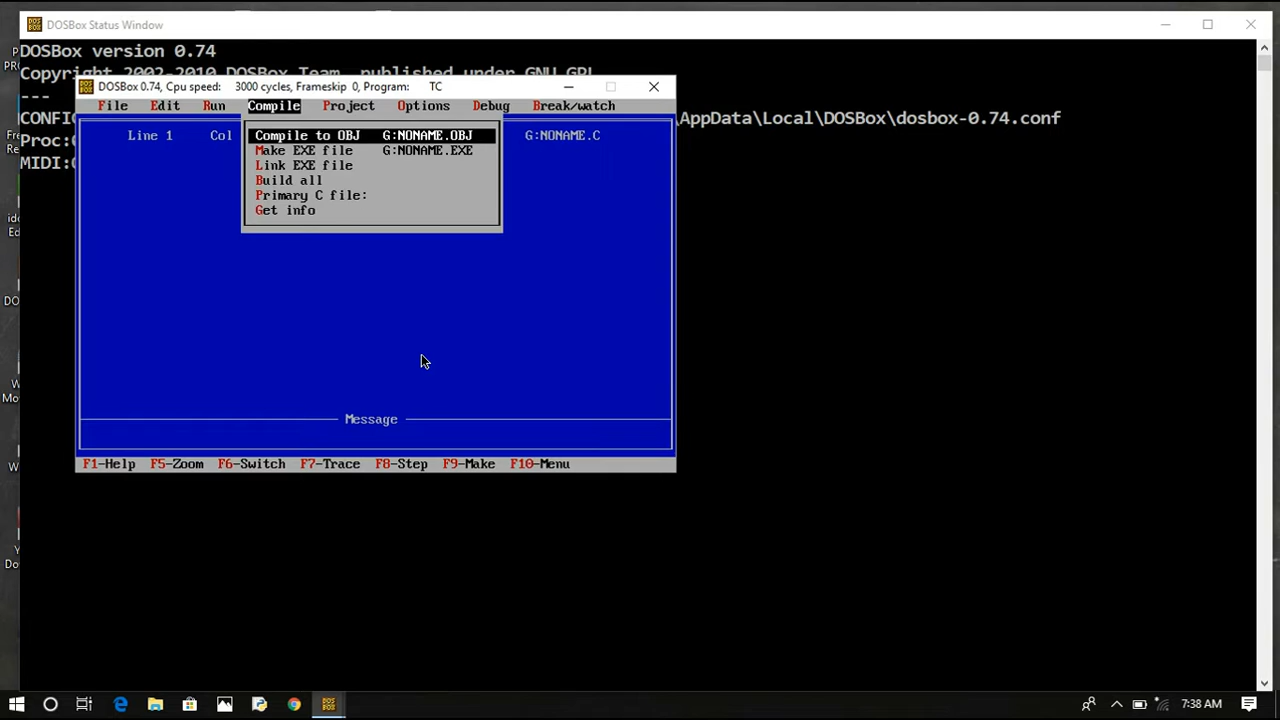 DOSBox Status Window
DOSBox version 0.74
Copyright 2002-2010 DOSBox Team, published under GNU GPL.
---
CONFIG
\AppData\Local\DOSBox\dosbox-0.74.conf
Proc:
MIDI:
DOSBox 0.74, Cpu speed: 3000 cycles, Frameskip 0, Program: TC
File Edit Run Compile Project Options Debug Break/watch
Line 1 Col G:NONAME.C
Compile to OBJ G:NONAME.OBJ
Make EXE file G:NONAME.EXE
Link EXE file
Build all
Primary C file:
Get info
Message
F1-Help F5-Zoom F6-Switch F7-Trace F8-Step F9-Make F10-Menu
7:38 AM